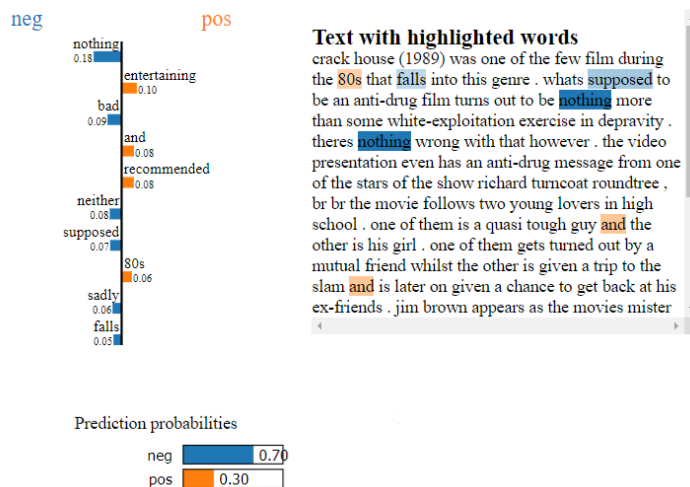 neg pos
nothing
0.18
entertaining
0.10
bad
0.09
and
0.08
recommended
0.08
neither
0.08
supposed
0.07
80s
0.06
sadly
0.06
falls
0.05
Text with highlighted words
crack house (1989) was one of the few film during
the 80s that falls into this genre . whats supposed to
be an anti-drug film turns out to be nothing more
than some white-exploitation exercise in depravity .
theres nothing wrong with that however . the video
presentation even has an anti-drug message from one
of the stars of the show richard turncoat roundtree ,
br br the movie follows two young lovers in high
school . one of them is a quasi tough guy and the
other is his girl . one of them gets turned out by a
mutual friend whilst the other is given a trip to the
slam and is later on given a chance to get back at his
ex-friends . jim brown appears as the movies mister
Prediction probabilities
neg 0.70
pos 0.30